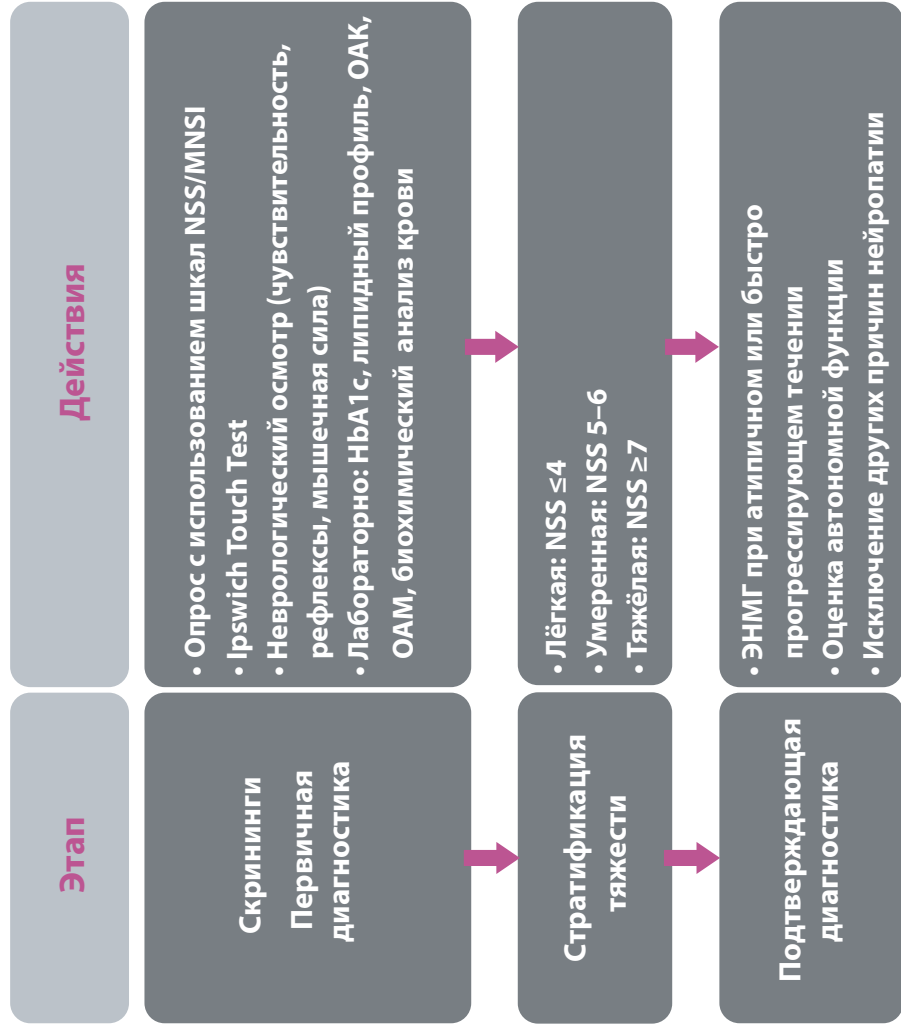 Этап
Действия
Скрининги
Первичная
диагностика
• Опрос с использованием шкал NSS/MNSI
• Ipswich Touch Test
• Неврологический осмотр (чувствительность,
рефлексы, мышечная сила)
• Лабораторно: HbA1c, липидный профиль, ОАК,
ОАМ, биохимический анализ крови
Стратификация
тяжести
• Лёгкая: NSS ≤4
• Умеренная: NSS 5–6
• Тяжёлая: NSS ≥7
Подтверждающая
диагностика
• ЭНМГ при атипичном или быстро
прогрессирующем течении
• Оценка автономной функции
• Исключение других причин нейропатии